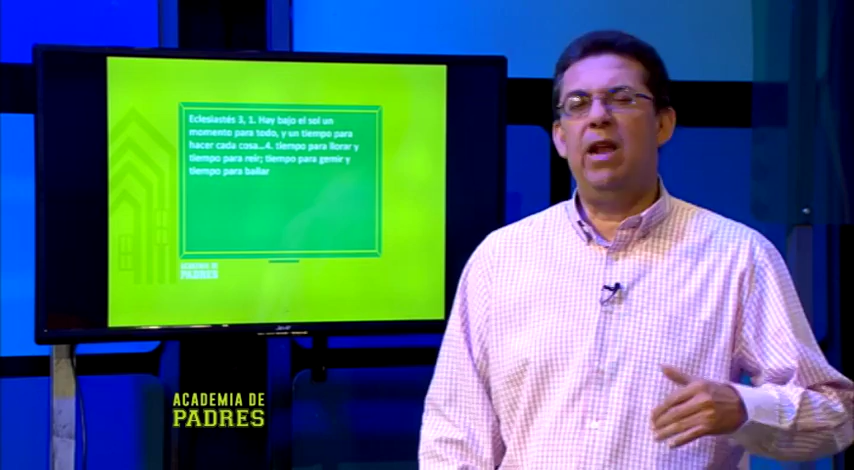 Eclesiastés 3, 1. Hay bajo el sol un
momento para todo, y un tiempo para
hacer cada cosa...4. tiempo para llorar y
tiempo para reír; tiempo para gemir y
tiempo para bailar
ACADEMIA DE
PADRES
ACADEMIA DE
PADRES